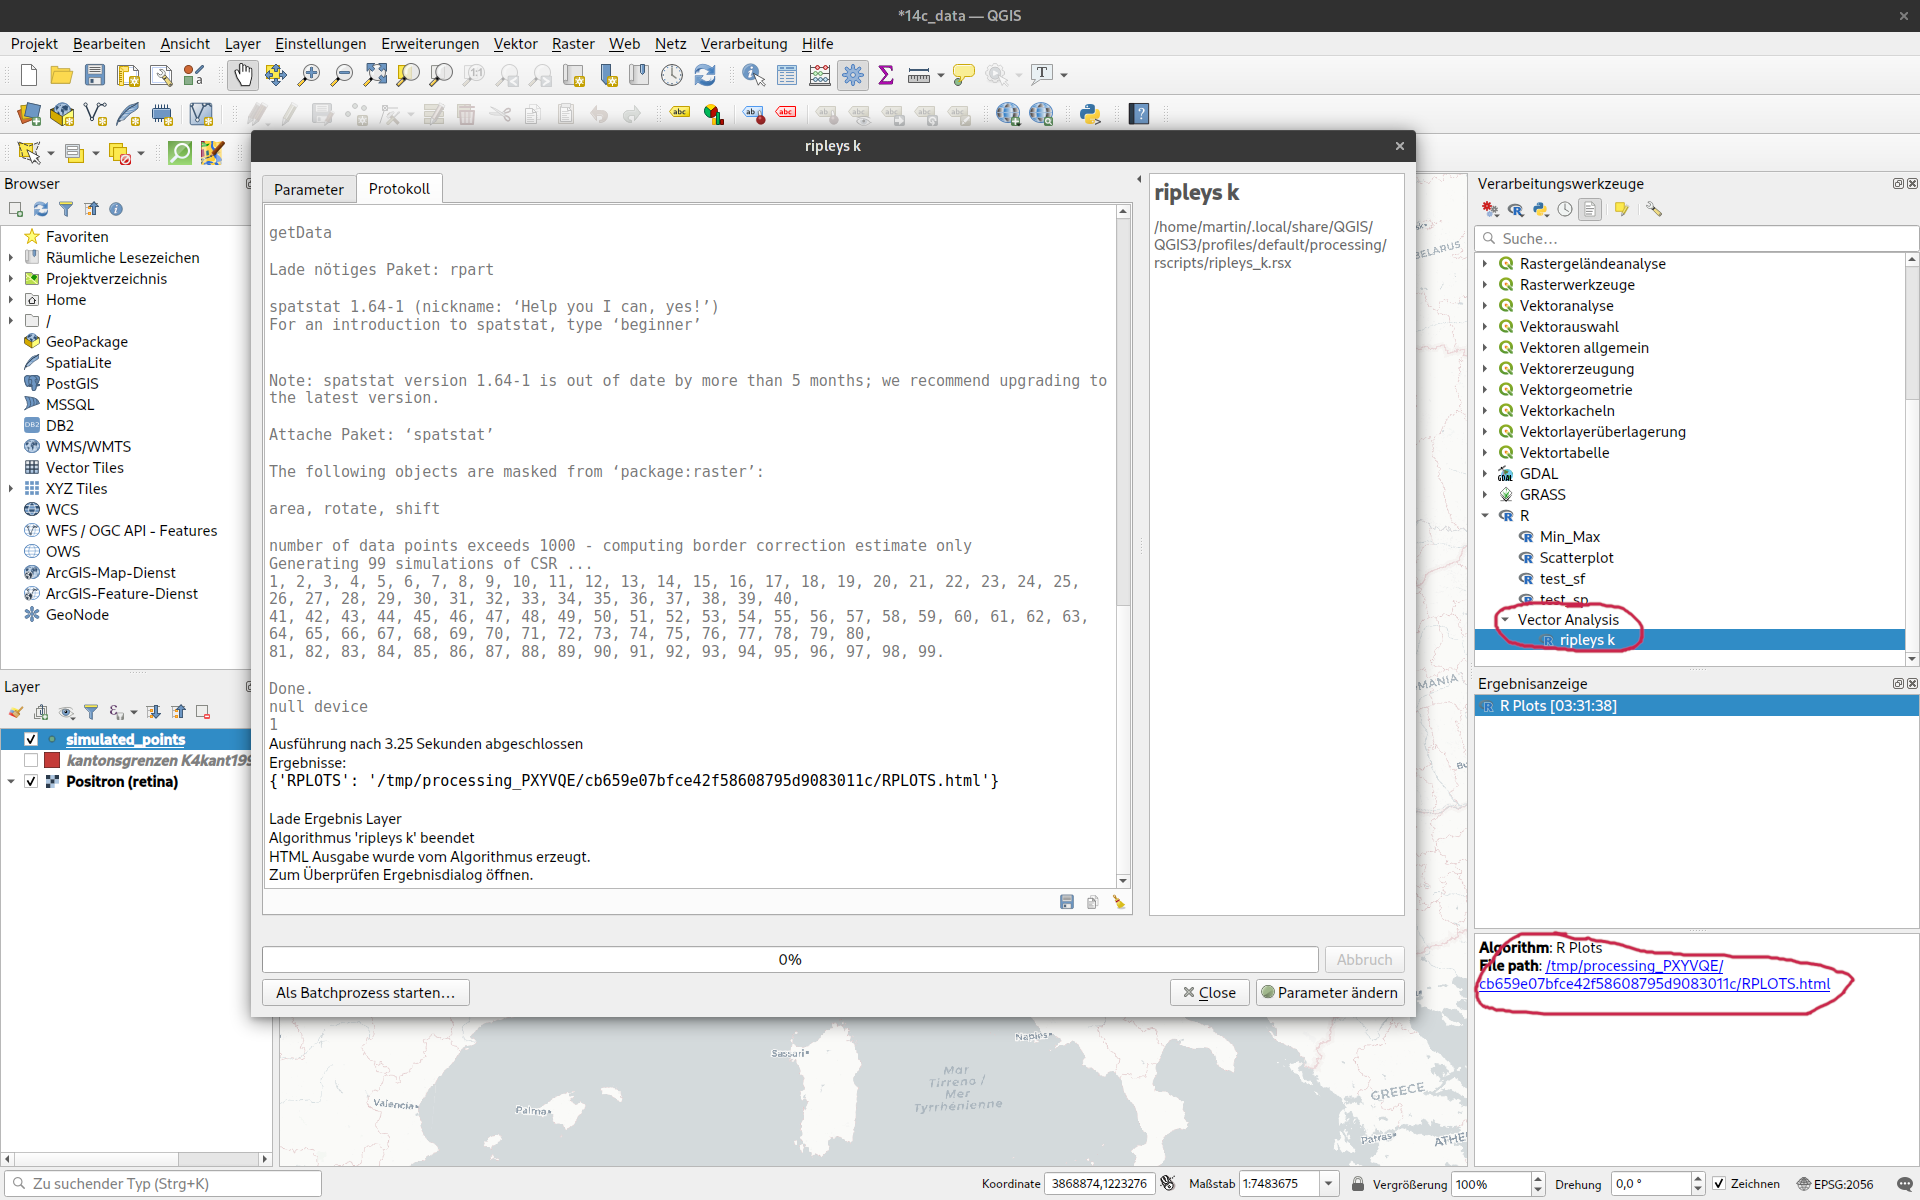 *14c_data — QGIS
Projekt Bearbeiten Ansicht Layer Einstellungen Erweiterungen Vektor Raster Web Netz Verarbeitung Hilfe
ripleys k
Browser
Favoriten
Räumliche Lesezeichen
Projektverzeichnis
Home
/
GeoPackage
SpatiaLite
PostGIS
MSSQL
DB2
WMS/WMTS
Vector Tiles
XYZ Tiles
WCS
WFS / OGC API - Features
OWS
ArcGIS-Map-Dienst
ArcGIS-Feature-Dienst
GeoNode
Layer
simulated_points
kantonsgrenzen K4kant199
Positron (retina)
Parameter Protokoll
getData
Lade nötiges Paket: rpart
spatstat 1.64-1 (nickname: ‘Help you I can, yes!’)
For an introduction to spatstat, type ‘beginner’
Note: spatstat version 1.64-1 is out of date by more than 5 months; we recommend upgrading to
the latest version.
Attache Paket: ‘spatstat’
The following objects are masked from ‘package:raster’:
area, rotate, shift
number of data points exceeds 1000 - computing border correction estimate only
Generating 99 simulations of CSR ...
1, 2, 3, 4, 5, 6, 7, 8, 9, 10, 11, 12, 13, 14, 15, 16, 17, 18, 19, 20, 21, 22, 23, 24, 25,
26, 27, 28, 29, 30, 31, 32, 33, 34, 35, 36, 37, 38, 39, 40,
41, 42, 43, 44, 45, 46, 47, 48, 49, 50, 51, 52, 53, 54, 55, 56, 57, 58, 59, 60, 61, 62, 63,
64, 65, 66, 67, 68, 69, 70, 71, 72, 73, 74, 75, 76, 77, 78, 79, 80,
81, 82, 83, 84, 85, 86, 87, 88, 89, 90, 91, 92, 93, 94, 95, 96, 97, 98, 99.
Done.
null device
1
Ausführung nach 3.25 Sekunden abgeschlossen
Ergebnisse:
{'RPLOTS': '/tmp/processing_PXYVQE/cb659e07bfce42f58608795d9083011c/RPLOTS.html'}
Lade Ergebnis Layer
Algorithmus 'ripleys k' beendet
HTML Ausgabe wurde vom Algorithmus erzeugt.
Zum Überprüfen Ergebnisdialog öffnen.
ripleys k
/home/martin/.local/share/QGIS/
QGIS3/profiles/default/processing/
rscripts/ripleys_k.rsx
0%
Abbruch
Als Batchprozess starten…
Close
Parameter ändern
Verarbeitungswerkzeuge
Suche…
Rastergeländeanalyse
Rasterwerkzeuge
Vektoranalyse
Vektorauswahl
Vektoren allgemein
Vektorerzeugung
Vektorgeometrie
Vektorkacheln
Vektorlayerüberlagerung
Vektortabelle
GDAL
GRASS
R
Min_Max
Scatterplot
test_sf
test_sp
Vector Analysis
ripleys k
Ergebnisanzeige
R Plots [03:31:38]
Algorithm: R Plots
File path: /tmp/processing_PXYVQE/
cb659e07bfce42f58608795d9083011c/RPLOTS.html
BELARUS
Sassari
Naples
Mar
Tirreno /
Mer
Tyrrhénienne
Valencia
Palma
GREECE
Patras
ATHE
Zu suchender Typ (Strg+K)
Koordinate 3868874,1223276 Maßstab 1:7483675 Vergrößerung 100% Drehung 0,0 ° Zeichnen EPSG:2056